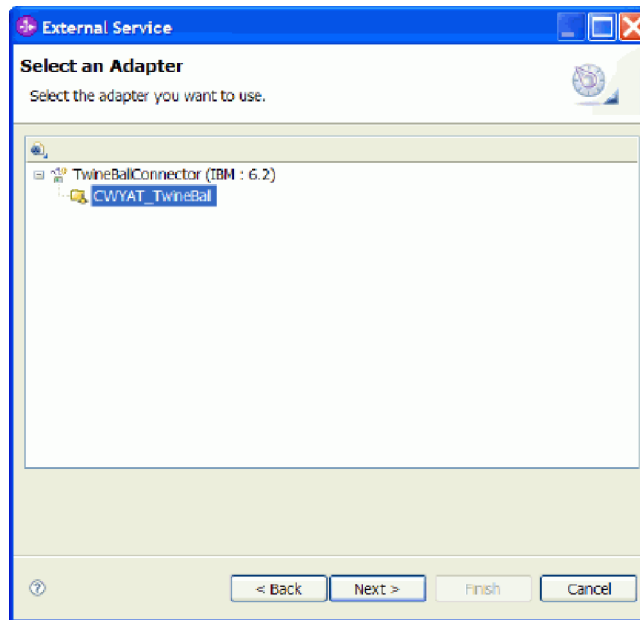 External Service
Select an Adapter
Select the adapter you want to use.
TwineBallConnector (IBM : 6.2)
CWYAT_TwineBall
< Back Next > Finish Cancel